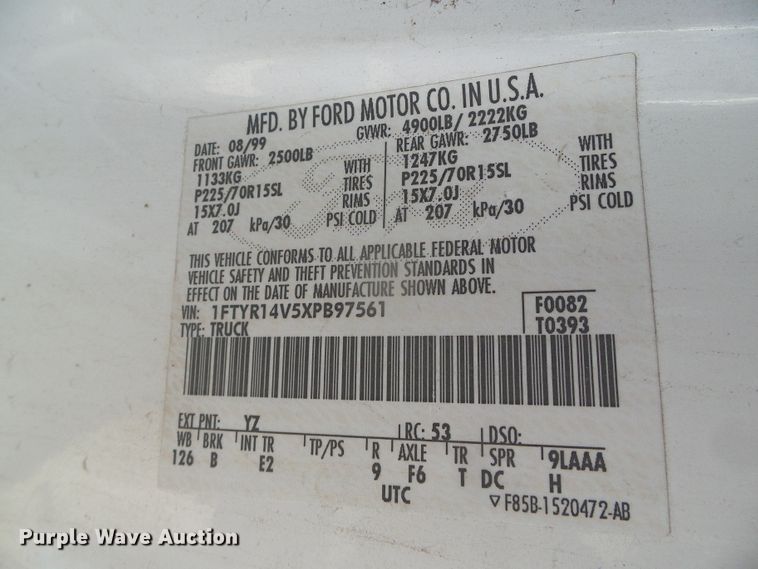 MFD. BY FORD MOTOR CO. IN U.S.A.
DATE: 08/99 GVWR: 4900LB/ 2222KG
FRONT GAWR: 2500LB REAR GAWR: 2750LB
1133KG WITH 1247KG WITH
P225/70R15SL TIRES P225/70R15SL TIRES
15X7.0J RIMS 15X7.0J RIMS
AT 207 kPa/30 PSI COLD AT 207 kPa/30 PSI COLD
THIS VEHICLE CONFORMS TO ALL APPLICABLE FEDERAL MOTOR
VEHICLE SAFETY AND THEFT PREVENTION STANDARDS IN
EFFECT ON THE DATE OF MANUFACTURE SHOWN ABOVE.
VIN: 1FTYR14V5XPB97561 F0082
TYPE: TRUCK T0393
EXT PNT: YZ RC: 53 DSO:
WB BRK INT TR TP/PS R AXLE TR SPR 9LAAA
126 B E2 9 F6 T DC H
UTC ▽ F85B-1520472-AB
Purple Wave Auction